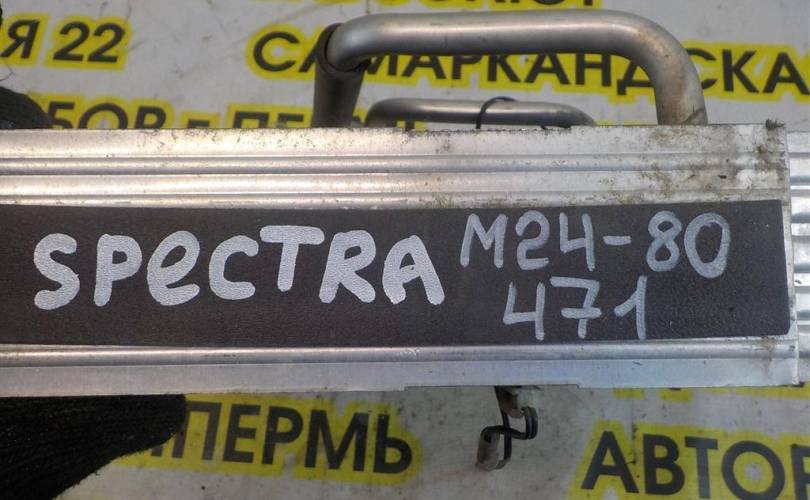 Я 22
САМАРКАНДСКА
SPeCTRA M24-80
471
ПЕРМЬ
АВТОР